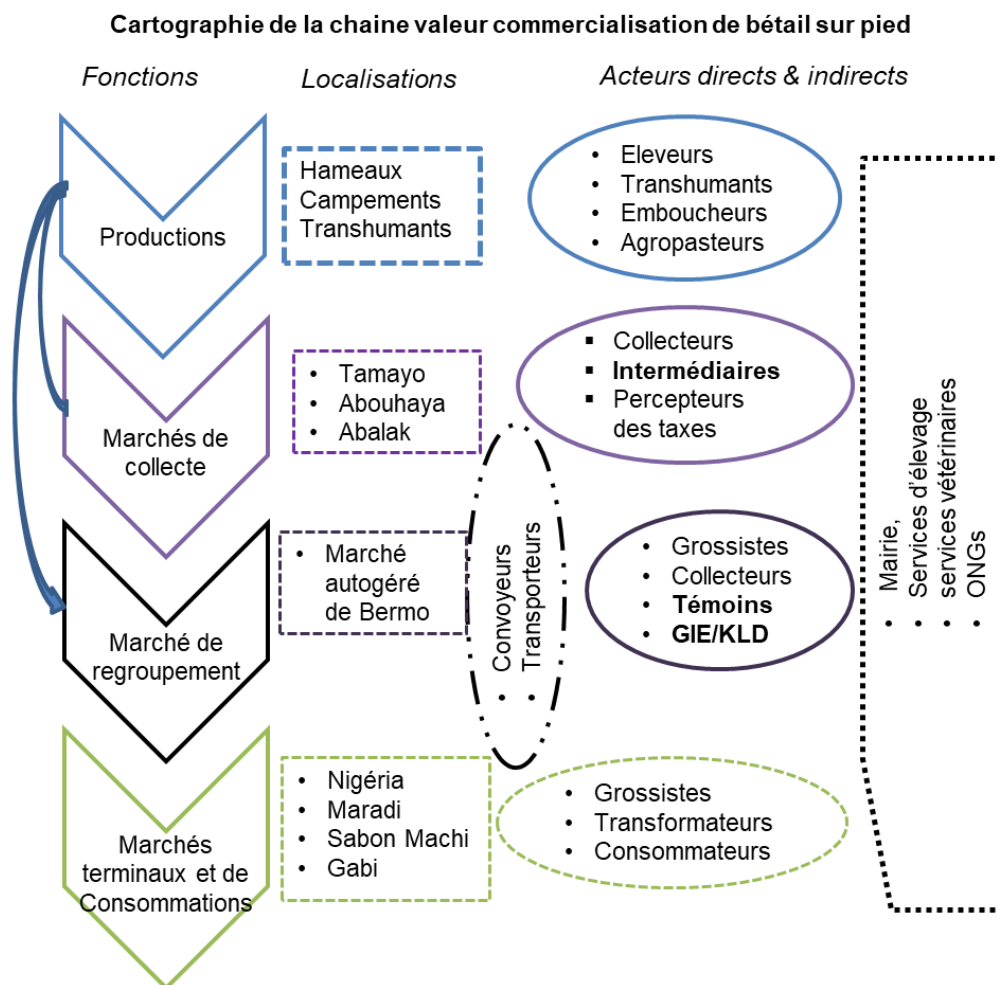 Cartographie de la chaine valeur commercialisation de bétail sur pied
Fonctions
Localisations
Acteurs directs & indirects
Productions
Hameaux
Campements
Transhumants
• Eleveurs
• Transhumants
• Emboucheurs
• Agropasteurs
Marchés de
collecte
• Tamayo
• Abouhaya
• Abalak
▪ Collecteurs
▪ Intermédiaires
▪ Percepteurs
des taxes
Marché de
regroupement
• Marché
autogéré
de Bermo
• Convoyeurs
• Transporteurs
• Grossistes
• Collecteurs
• Témoins
• GIE/KLD
Marchés
terminaux et de
Consommations
• Nigéria
• Maradi
• Sabon Machi
• Gabi
• Grossistes
• Transformateurs
• Consommateurs
• Mairie,
• Services d'élevage
• services vétérinaires
• ONGs